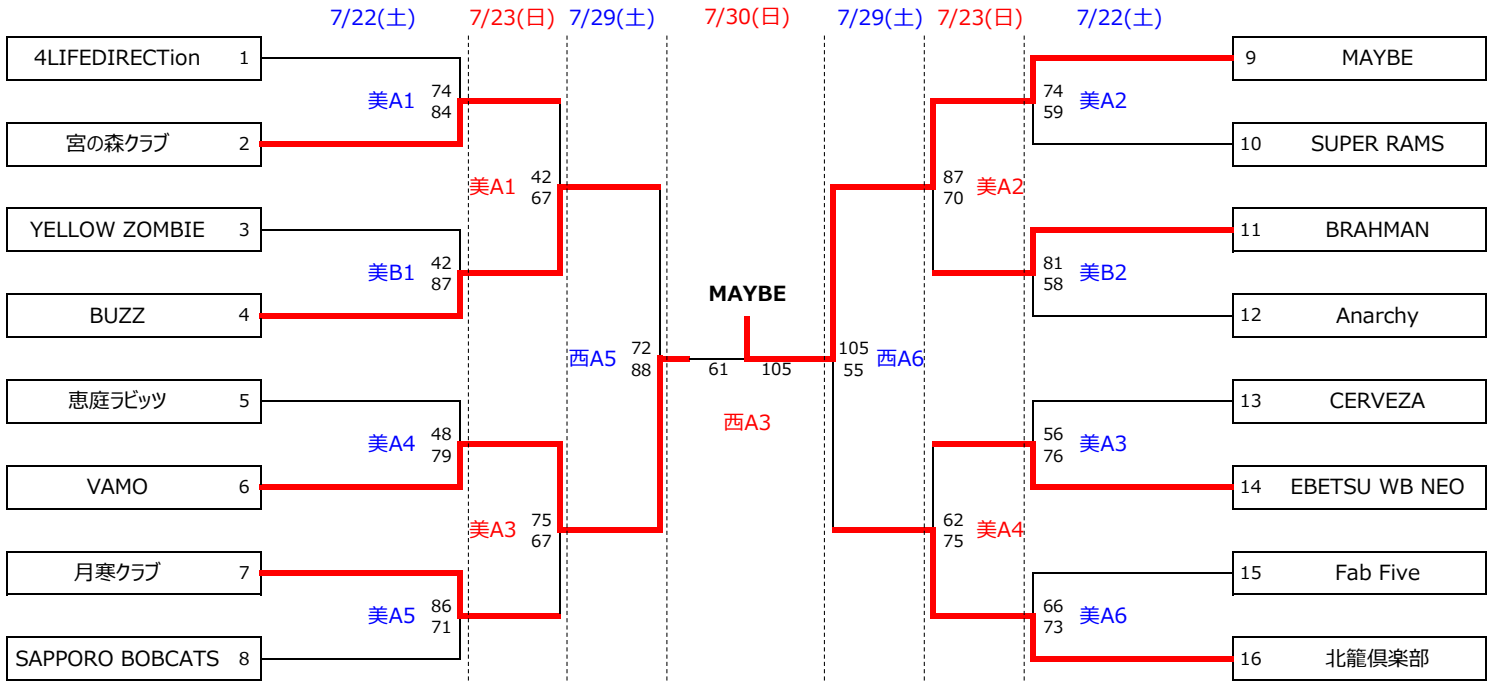 7/22(土) 7/23(日) 7/29(土) 7/30(日) 7/29(土) 7/23(日) 7/22(土)
4LIFEDIRECTion 1
美A1 74
84
宮の森クラブ 2
美A1 42
67
YELLOW ZOMBIE 3
美B1 42
87
BUZZ 4
西A5 72
88
恵庭ラビッツ 5
美A4 48
79
VAMO 6
美A3 75
67
月寒クラブ 7
美A5 86
71
SAPPORO BOBCATS 8
MAYBE
61 105
西A3
9 MAYBE
74 美A2
59
10 SUPER RAMS
87 美A2
70
11 BRAHMAN
81 美B2
58
12 Anarchy
105 西A6
55
13 CERVEZA
56 美A3
76
14 EBETSU WB NEO
62 美A4
75
15 Fab Five
66 美A6
73
16 北籠倶楽部